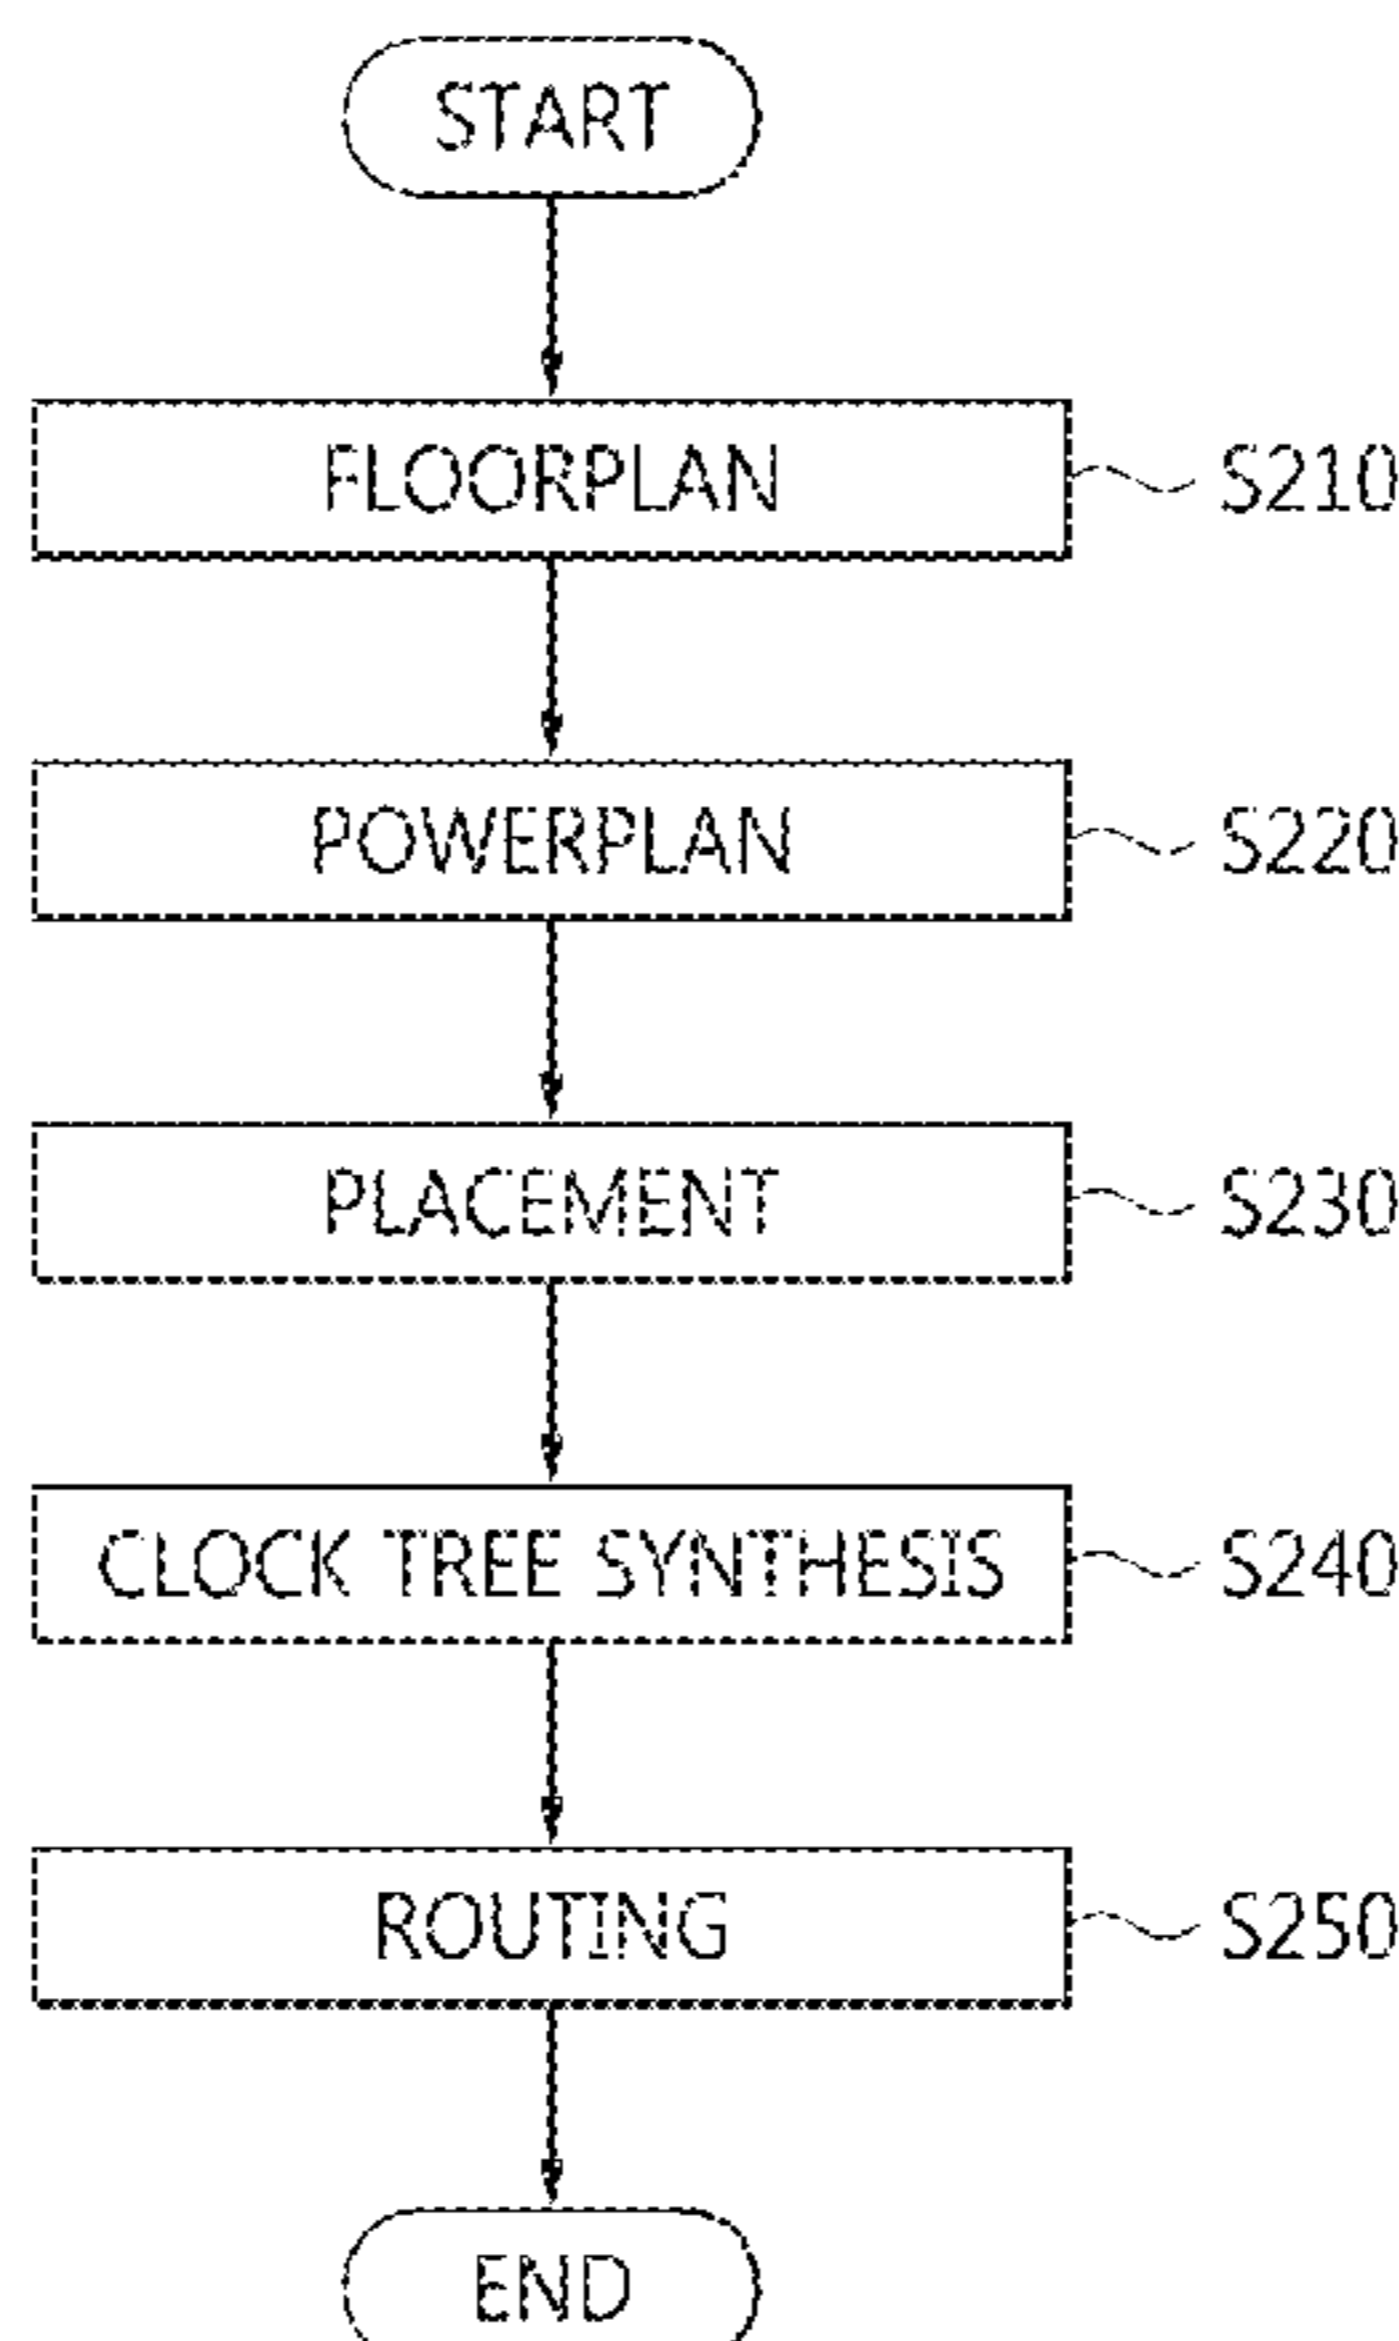 START
FLOORPLAN S210
POWERPLAN S220
PLACEMENT S230
CLOCK TREE SYNTHESIS S240
ROUTING S250
END